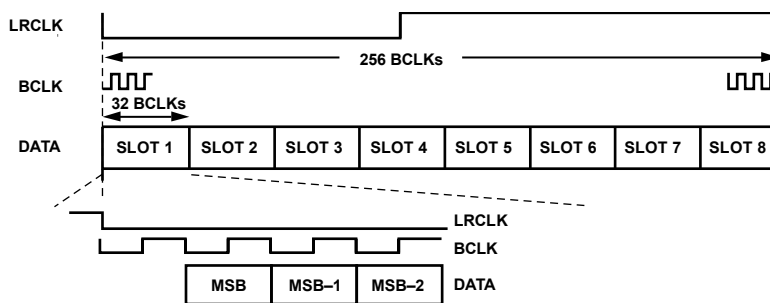 LRCLK
256 BCLKs
BCLK
32 BCLKs
DATA SLOT 1 SLOT 2 SLOT 3 SLOT 4 SLOT 5 SLOT 6 SLOT 7 SLOT 8
LRCLK
BCLK
MSB MSB–1 MSB–2 DATA